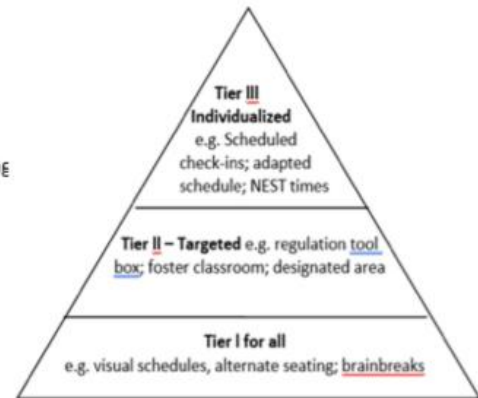 Tier III
Individualized
e.g. Scheduled
check-ins; adapted
schedule; NEST times
Tier II – Targeted e.g. regulation tool
box; foster classroom; designated area
Tier I for all
e.g. visual schedules, alternate seating; brainbreaks